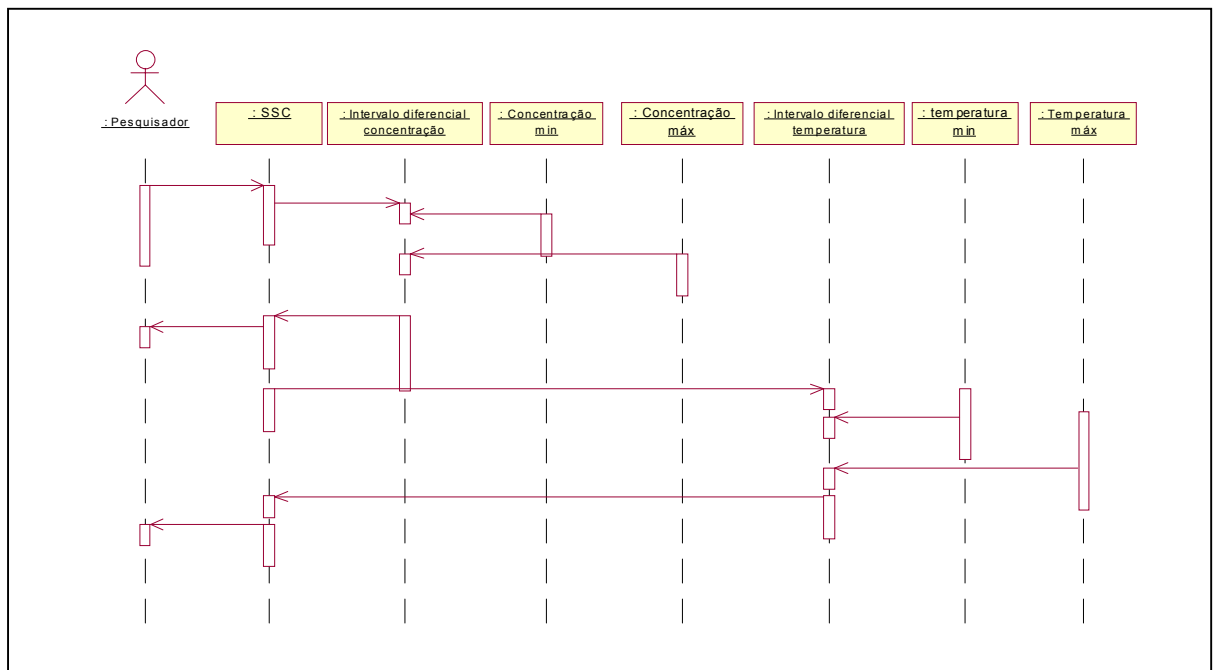 : Pesquisador
: SSC
: Intervalo diferencial
concentração
: Concentração
min
: Concentração
máx
: Intervalo diferencial
temperatura
: temperatura
min
: Temperatura
máx